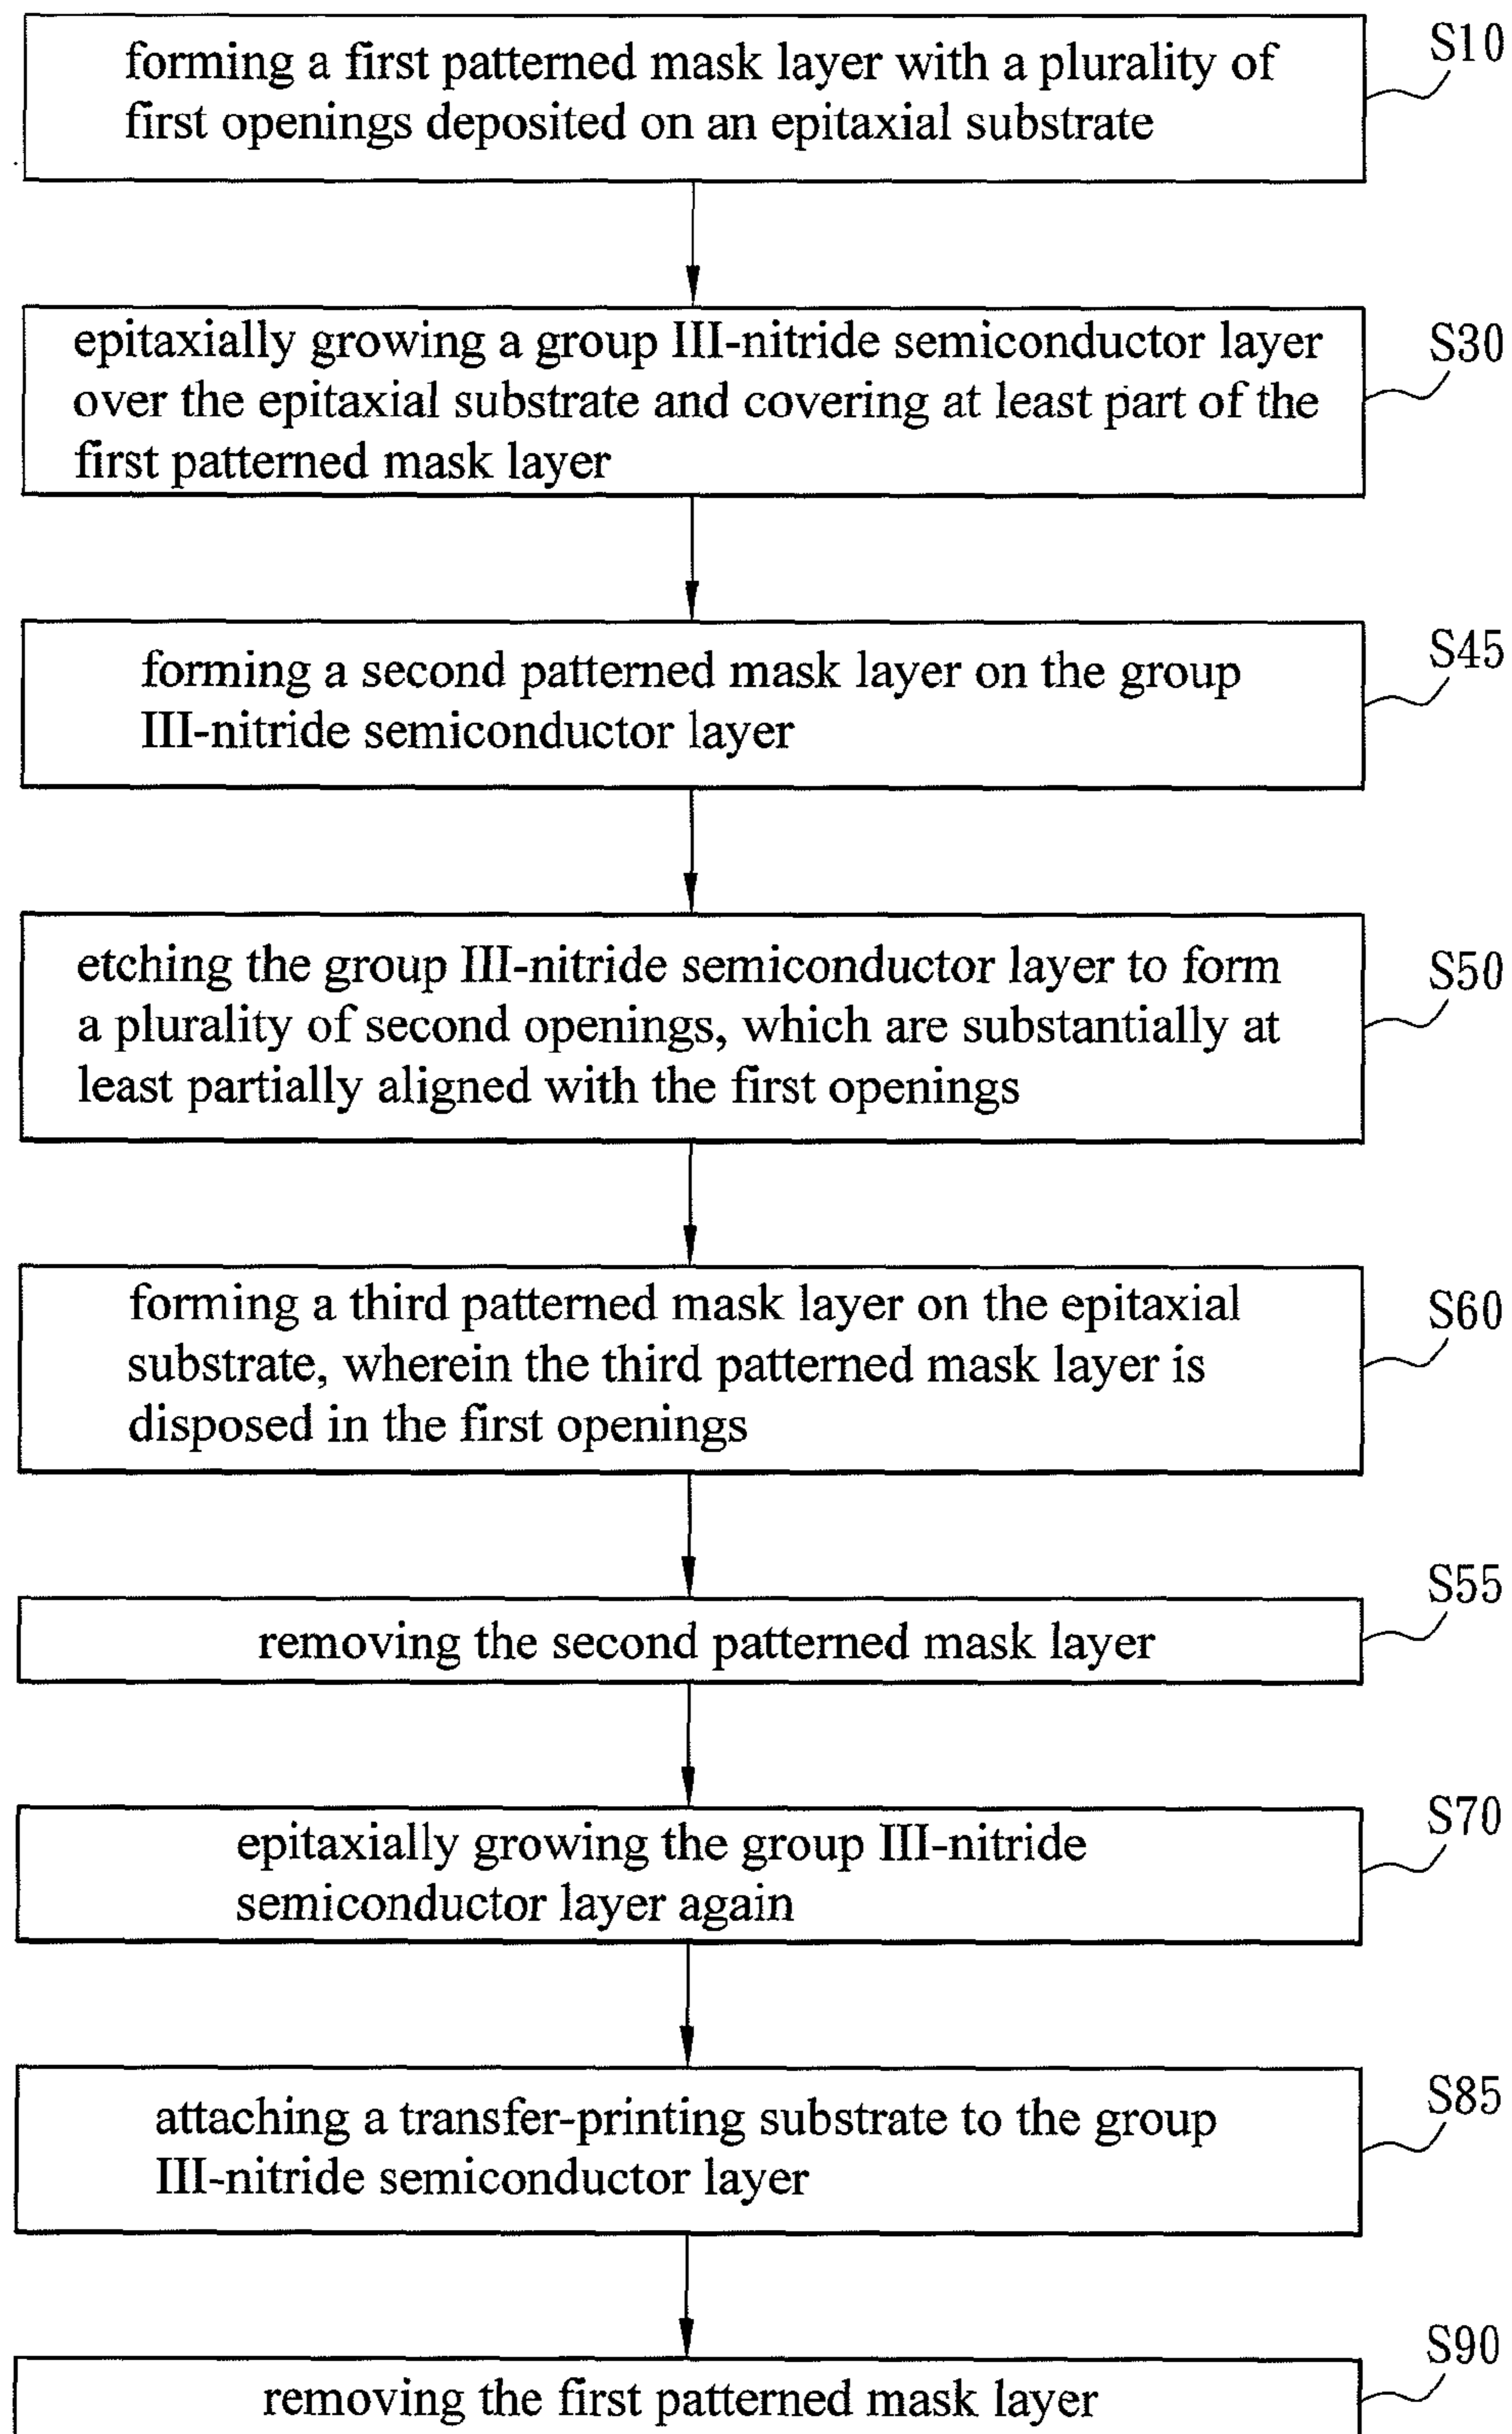 S10
forming a first patterned mask layer with a plurality of
first openings deposited on an epitaxial substrate
S30
epitaxially growing a group III-nitride semiconductor layer
over the epitaxial substrate and covering at least part of the
first patterned mask layer
S45
forming a second patterned mask layer on the group
III-nitride semiconductor layer
S50
etching the group III-nitride semiconductor layer to form
a plurality of second openings, which are substantially at
least partially aligned with the first openings
S60
forming a third patterned mask layer on the epitaxial
substrate, wherein the third patterned mask layer is
disposed in the first openings
S55
removing the second patterned mask layer
S70
epitaxially growing the group III-nitride
semiconductor layer again
S85
attaching a transfer-printing substrate to the group
III-nitride semiconductor layer
S90
removing the first patterned mask layer